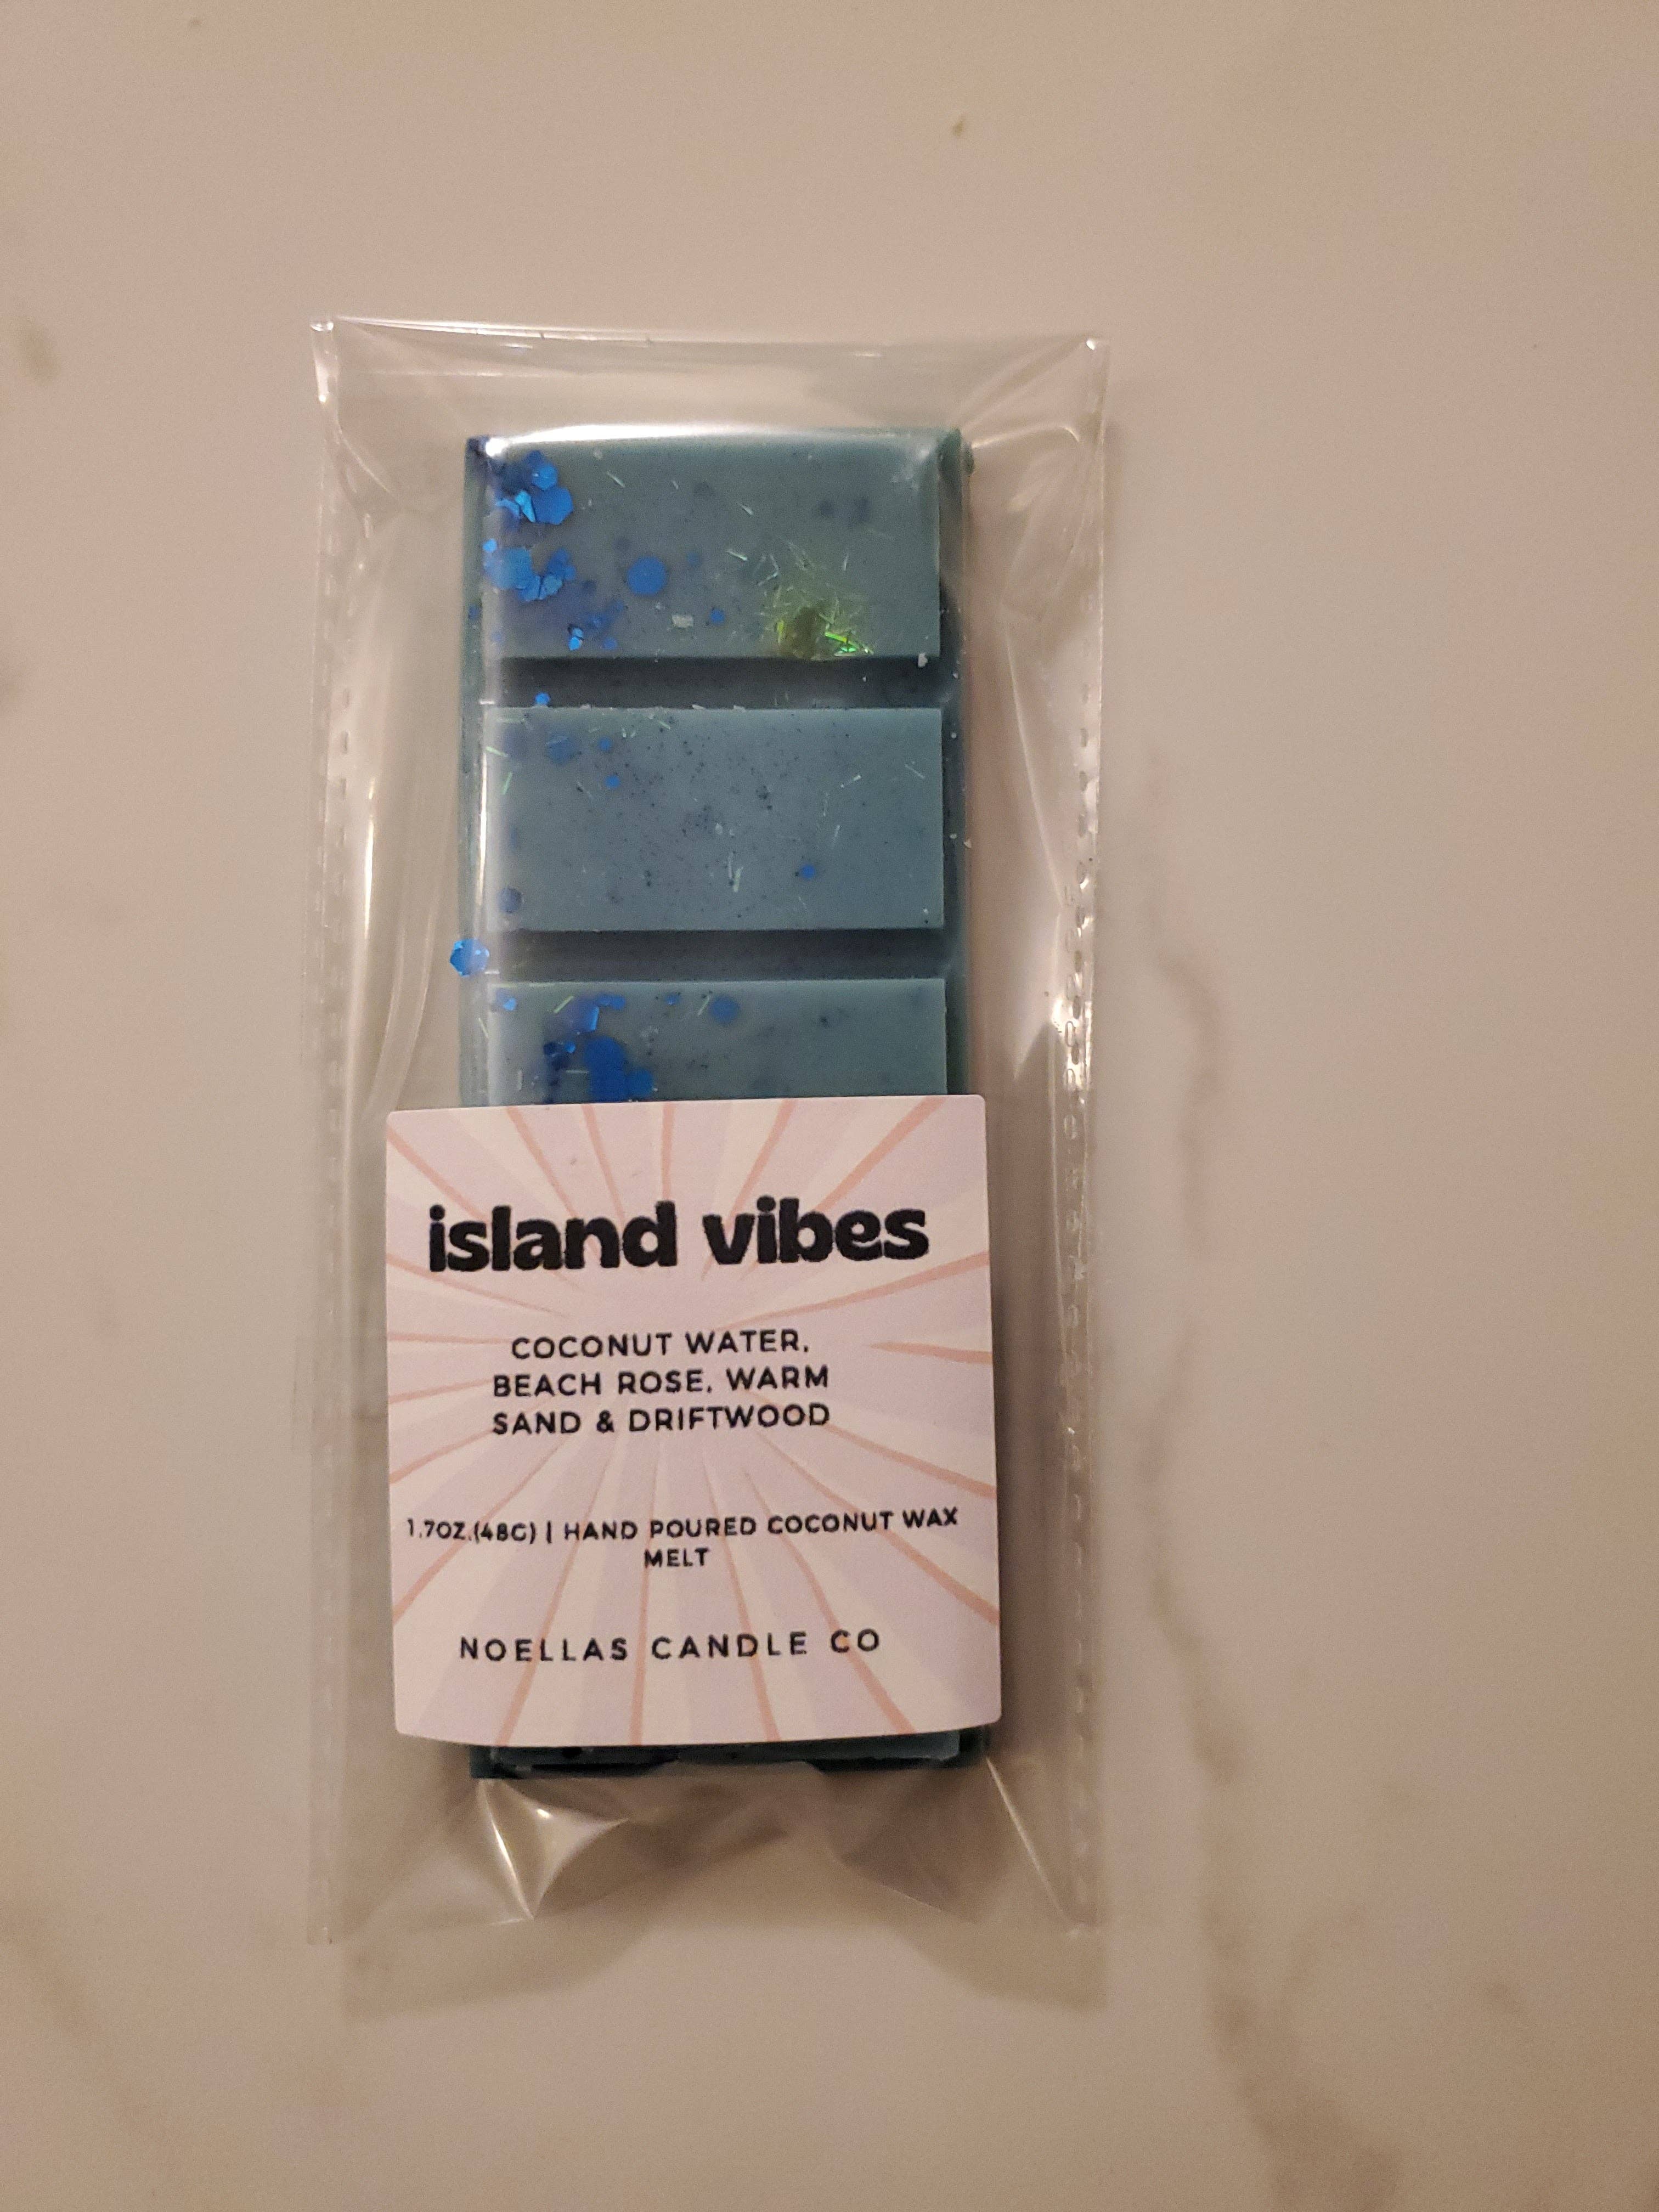 island vibes
COCONUT WATER,
BEACH ROSE, WARM
SAND & DRIFTWOOD
1.7OZ.(48G) | HAND POURED COCONUT WAX
MELT
NOELLAS CANDLE CO